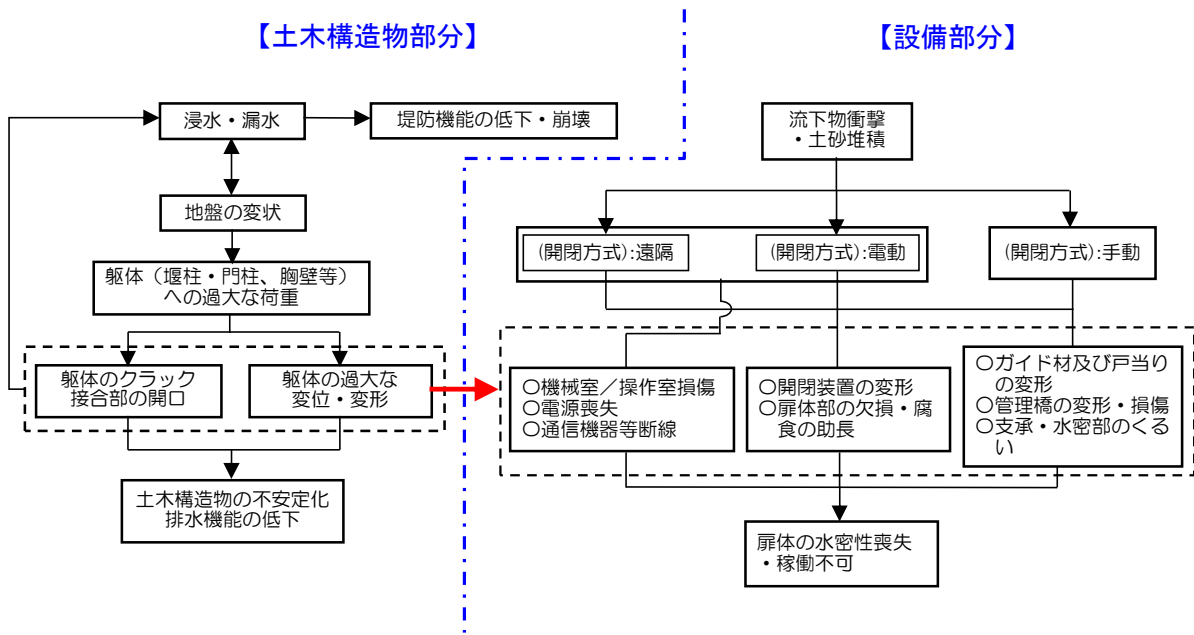 【土木構造物部分】
【設備部分】
浸水・漏水
堤防機能の低下・崩壊
地盤の変状
躯体（堰柱・門柱、胸壁等）
への過大な荷重
躯体のクラック
接合部の開口
躯体の過大な
変位・変形
土木構造物の不安定化
排水機能の低下
流下物衝撃
・土砂堆積
(開閉方式):遠隔
(開閉方式):電動
(開閉方式):手動
〇機械室／操作室損傷
〇電源喪失
〇通信機器等断線
〇開閉装置の変形
〇扉体部の欠損・腐
食の助長
〇ガイド材及び戸当り
の変形
〇管理橋の変形・損傷
〇支承・水密部のくる
い
扉体の水密性喪失
・稼働不可